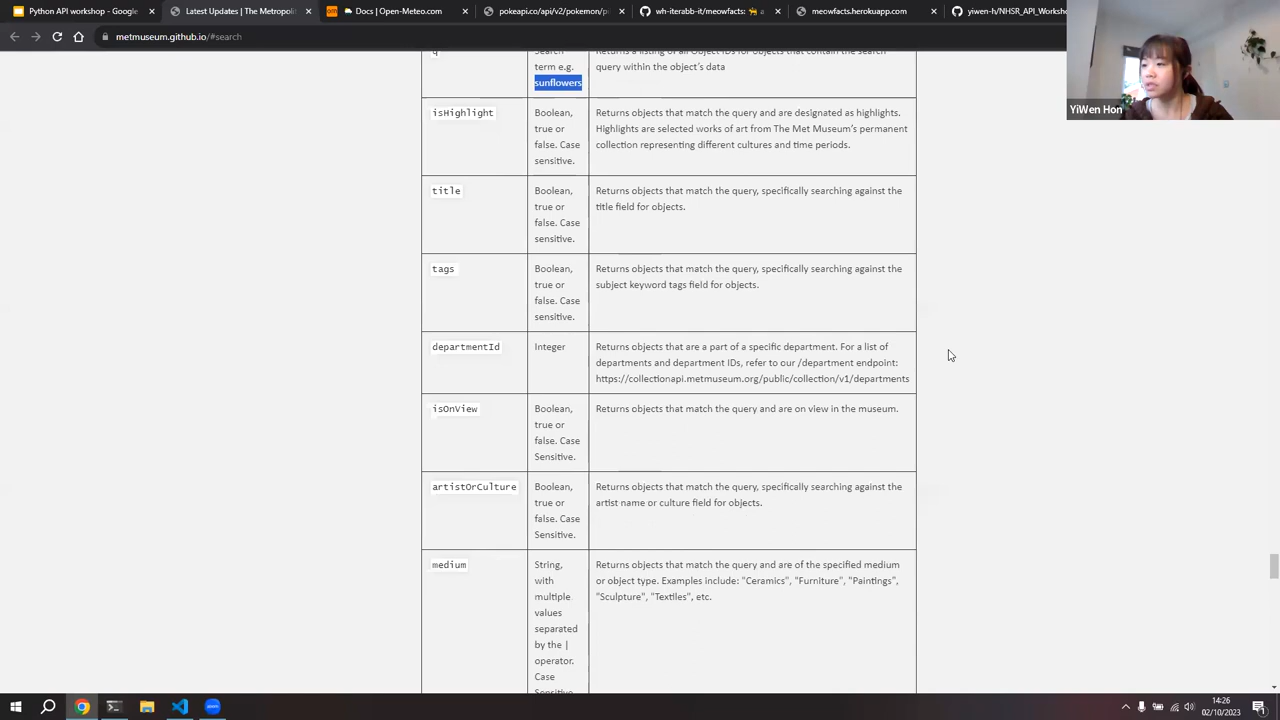 Python API workshop - Google S
Latest Updates | The Metropolit
Docs | Open-Meteo.com
pokeapi.co/api/v2/pokemon/p
wh-iterabb-it/meowfacts:
meowfacts.herokuapp.com
yiwen-h/NHSR_API_Worksho
metmuseum.github.io/#search
q
Search
term e.g.
sunflowers
Returns a listing of all Object IDs for objects that contain the search
query within the object's data
isHighlight
Boolean,
true or
false. Case
sensitive.
Returns objects that match the query and are designated as highlights.
Highlights are selected works of art from The Met Museum's permanent
collection representing different cultures and time periods.
title
Boolean,
true or
false. Case
sensitive.
Returns objects that match the query, specifically searching against the
title field for objects.
tags
Boolean,
true or
false. Case
sensitive.
Returns objects that match the query, specifically searching against the
subject keyword tags field for objects.
departmentId
Integer
Returns objects that are a part of a specific department. For a list of
departments and department IDs, refer to our /department endpoint:
https://collectionapi.metmuseum.org/public/collection/v1/departments
isOnView
Boolean,
true or
false. Case
Sensitive.
Returns objects that match the query and are on view in the museum.
artistOrCulture
Boolean,
true or
false. Case
Sensitive.
Returns objects that match the query, specifically searching against the
artist name or culture field for objects.
medium
String,
with
multiple
values
separated
by the |
operator.
Case
Sensitive
Returns objects that match the query and are of the specified medium
or object type. Examples include: "Ceramics", "Furniture", "Paintings",
"Sculpture", "Textiles", etc.
YiWen Hon
14:26
02/10/2023